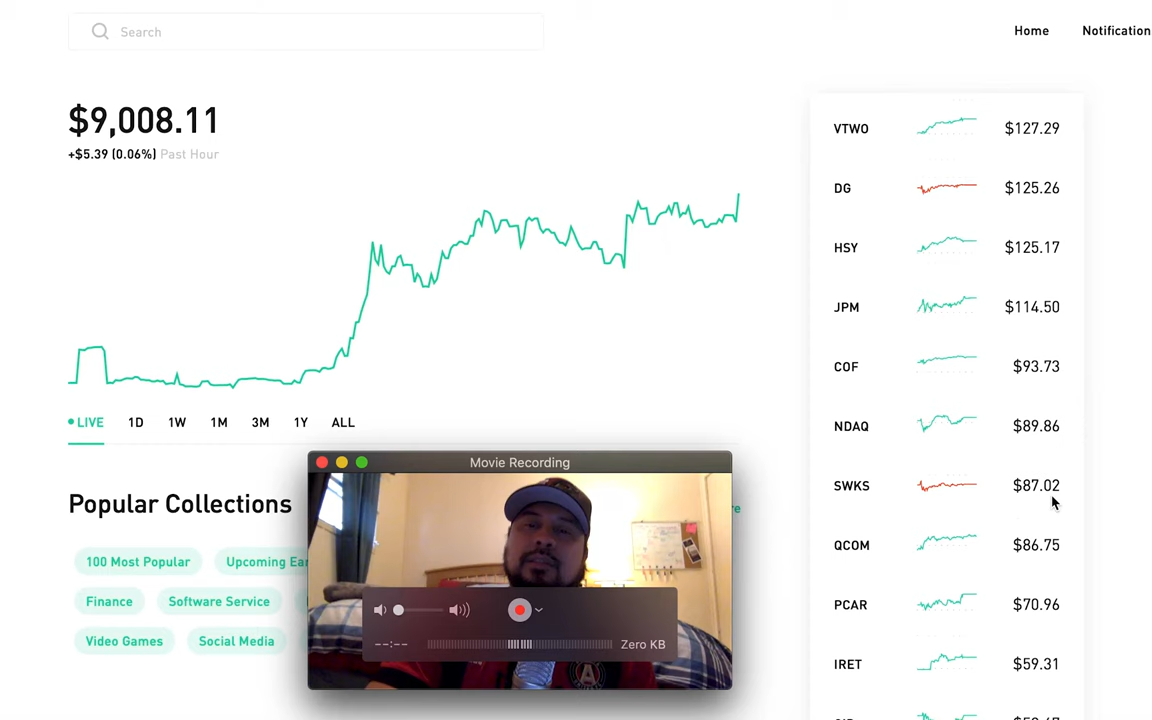 Search
Home
Notification
$9,008.11
+$5.39 (0.06%) Past Hour
LIVE
1D
1W
1M
3M
1Y
ALL
Popular Collections
100 Most Popular
Finance
Software Service
Video Games
Social Media
Movie Recording
--:--
Zero KB
VTWO
$127.29
DG
$125.26
HSY
$125.17
JPM
$114.50
COF
$93.73
NDAQ
$89.86
SWKS
$87.02
QCOM
$86.75
PCAR
$70.96
IRET
$59.31